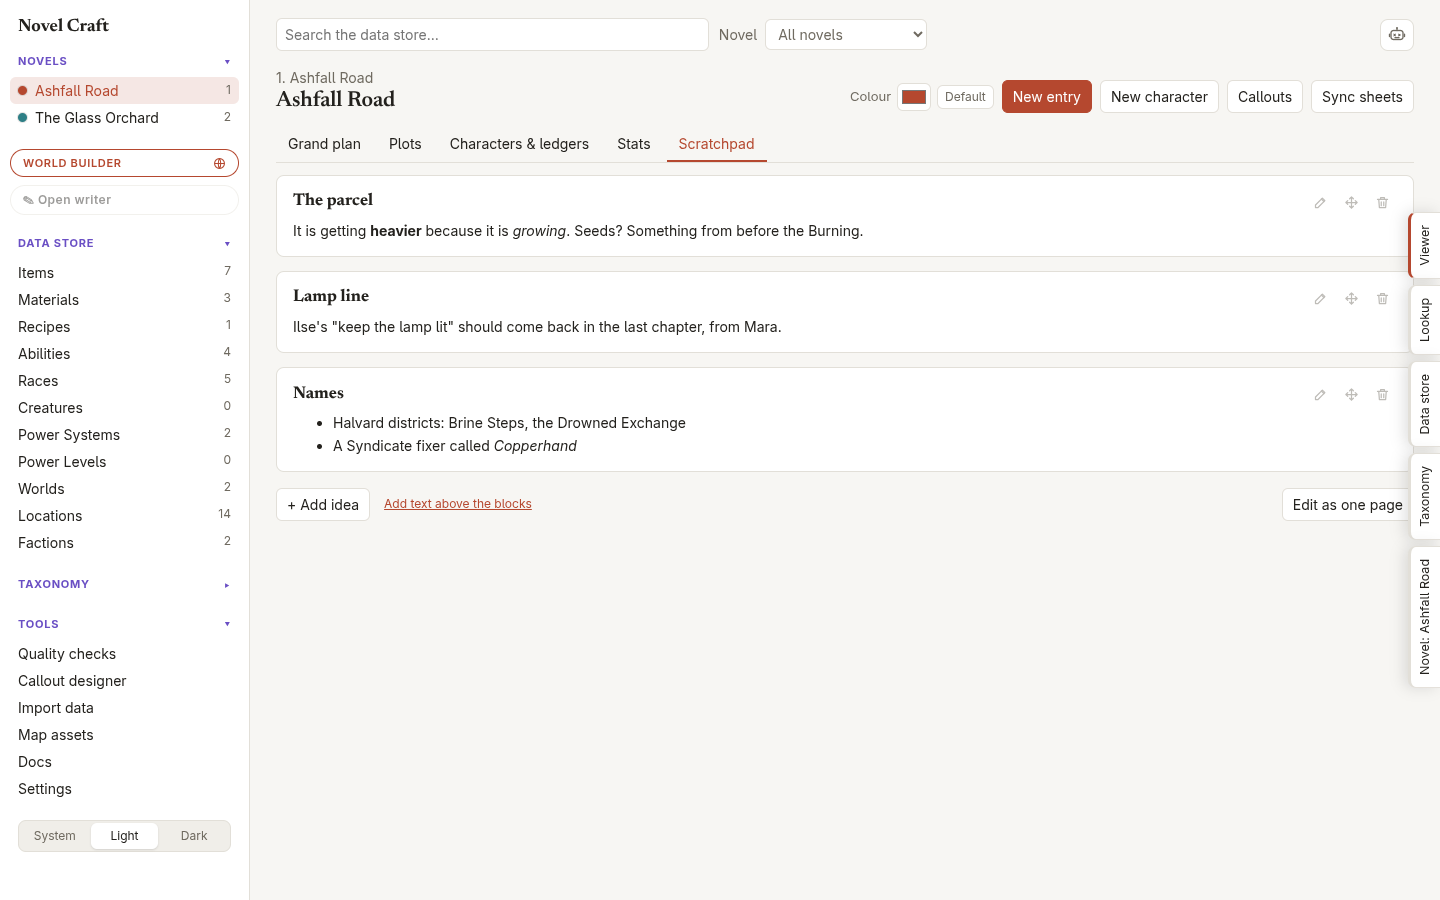 Novel Craft
NOVELS
Ashfall Road 1
The Glass Orchard 2
WORLD BUILDER
Open writer
DATA STORE
Items 7
Materials 3
Recipes 1
Abilities 4
Races 5
Creatures 0
Power Systems 2
Power Levels 0
Worlds 2
Locations 14
Factions 2
TAXONOMY
TOOLS
Quality checks
Callout designer
Import data
Map assets
Docs
Settings
System Light Dark
Search the data store... Novel All novels
1. Ashfall Road
Ashfall Road
Colour Default New entry New character Callouts Sync sheets
Grand plan Plots Characters & ledgers Stats Scratchpad
The parcel
It is getting heavier because it is growing. Seeds? Something from before the Burning.
Lamp line
Ilse's "keep the lamp lit" should come back in the last chapter, from Mara.
Names
• Halvard districts: Brine Steps, the Drowned Exchange
• A Syndicate fixer called Copperhand
+ Add idea Add text above the blocks Edit as one page
Viewer
Lookup
Data store
Taxonomy
Novel: Ashfall Road